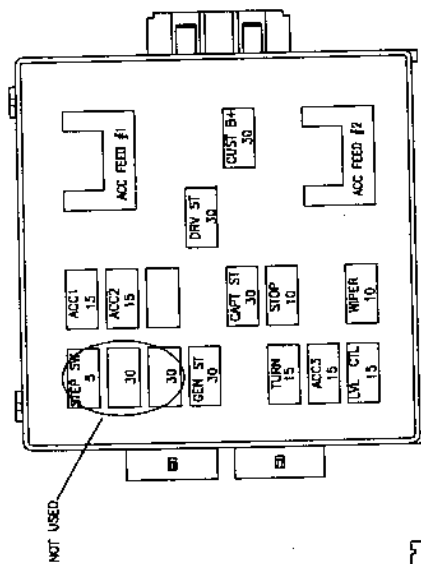 ACC FEED #1
CUST B+
30
ACC FEED #2
DRV ST
30
ACC1
15
ACC2
15
CAPT ST
30
STOP
10
WIPER
10
STEP SW
5
30
30
GEN ST
30
TURN
15
ACC3
15
LVL CTL
15
NOT USED